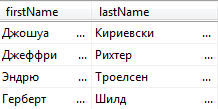 firstName lastName
Джошуа ... Кириевски ...
Джеффри ... Рихтер ...
Эндрю ... Троелсен ...
Герберт ... Шилд ...